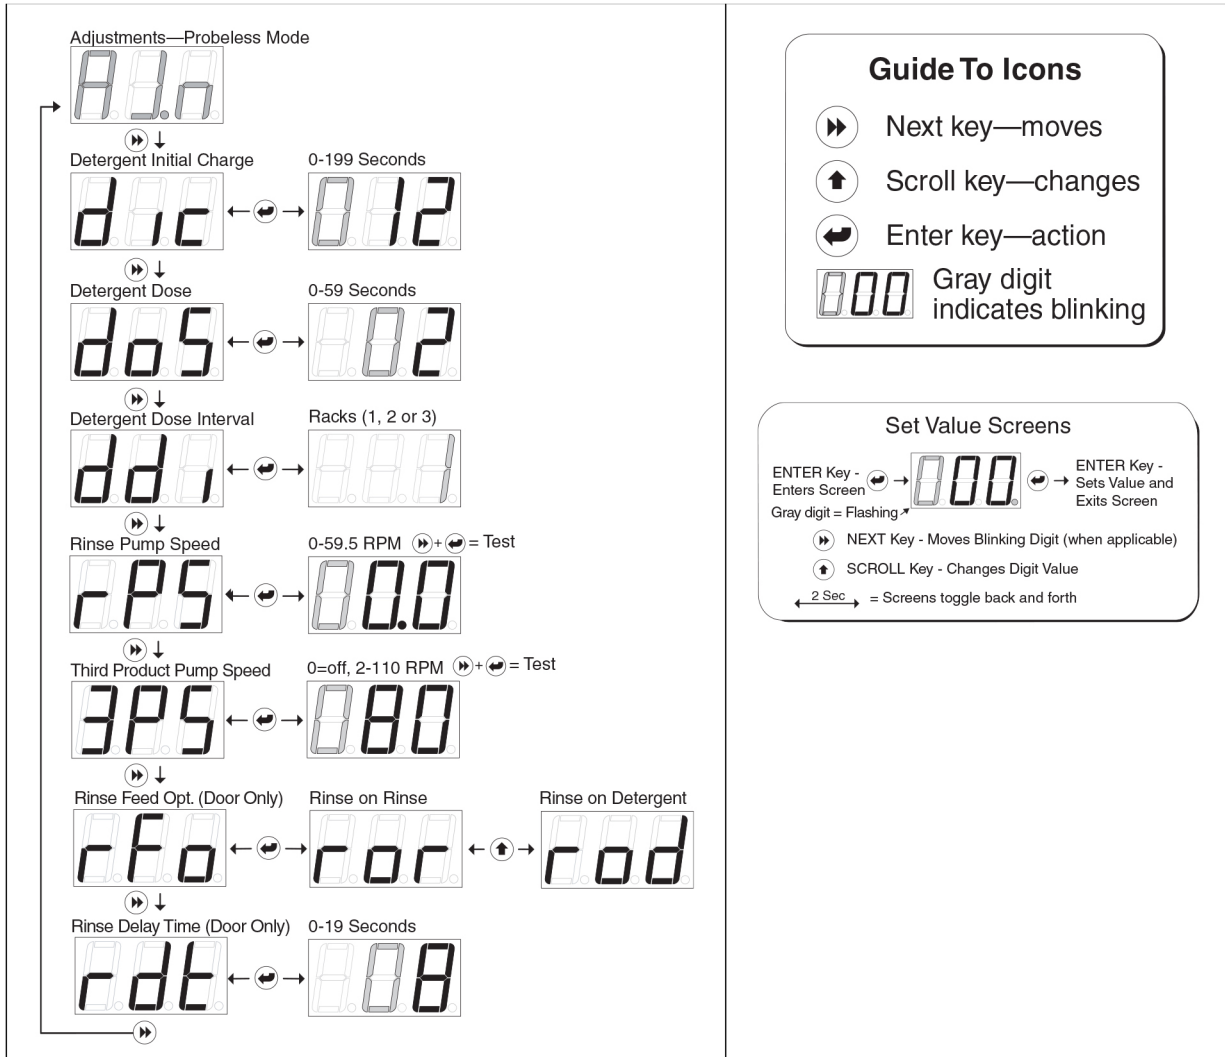 Adjustments—Probeless Mode
AJ.n
Detergent Initial Charge
0-199 Seconds
dic
012
Detergent Dose
0-59 Seconds
doS
02
Detergent Dose Interval
Racks (1, 2 or 3)
ddi
1
Rinse Pump Speed
0-59.5 RPM + = Test
rPS
00.0
Third Product Pump Speed
0=off, 2-110 RPM + = Test
3PS
080
Rinse Feed Opt. (Door Only)
Rinse on Rinse
Rinse on Detergent
rFo
ror
rod
Rinse Delay Time (Door Only)
0-19 Seconds
rdt
08
Guide To Icons
Next key—moves
Scroll key—changes
Enter key—action
000
Gray digit
indicates blinking
Set Value Screens
ENTER Key -
Enters Screen
000
ENTER Key -
Sets Value and
Exits Screen
Gray digit = Flashing
NEXT Key - Moves Blinking Digit (when applicable)
SCROLL Key - Changes Digit Value
2 Sec = Screens toggle back and forth